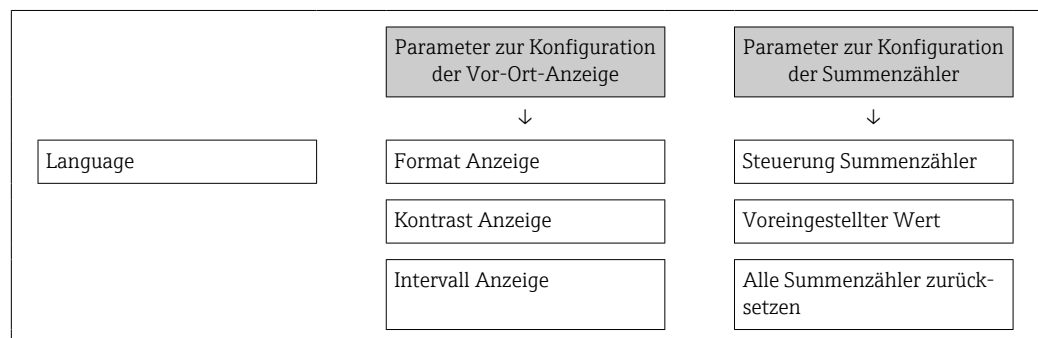 Parameter zur Konfiguration
der Vor-Ort-Anzeige
Parameter zur Konfiguration
der Summenzähler
↓
↓
Language
Format Anzeige
Steuerung Summenzähler
Kontrast Anzeige
Voreingestellter Wert
Intervall Anzeige
Alle Summenzähler zurück-
setzen